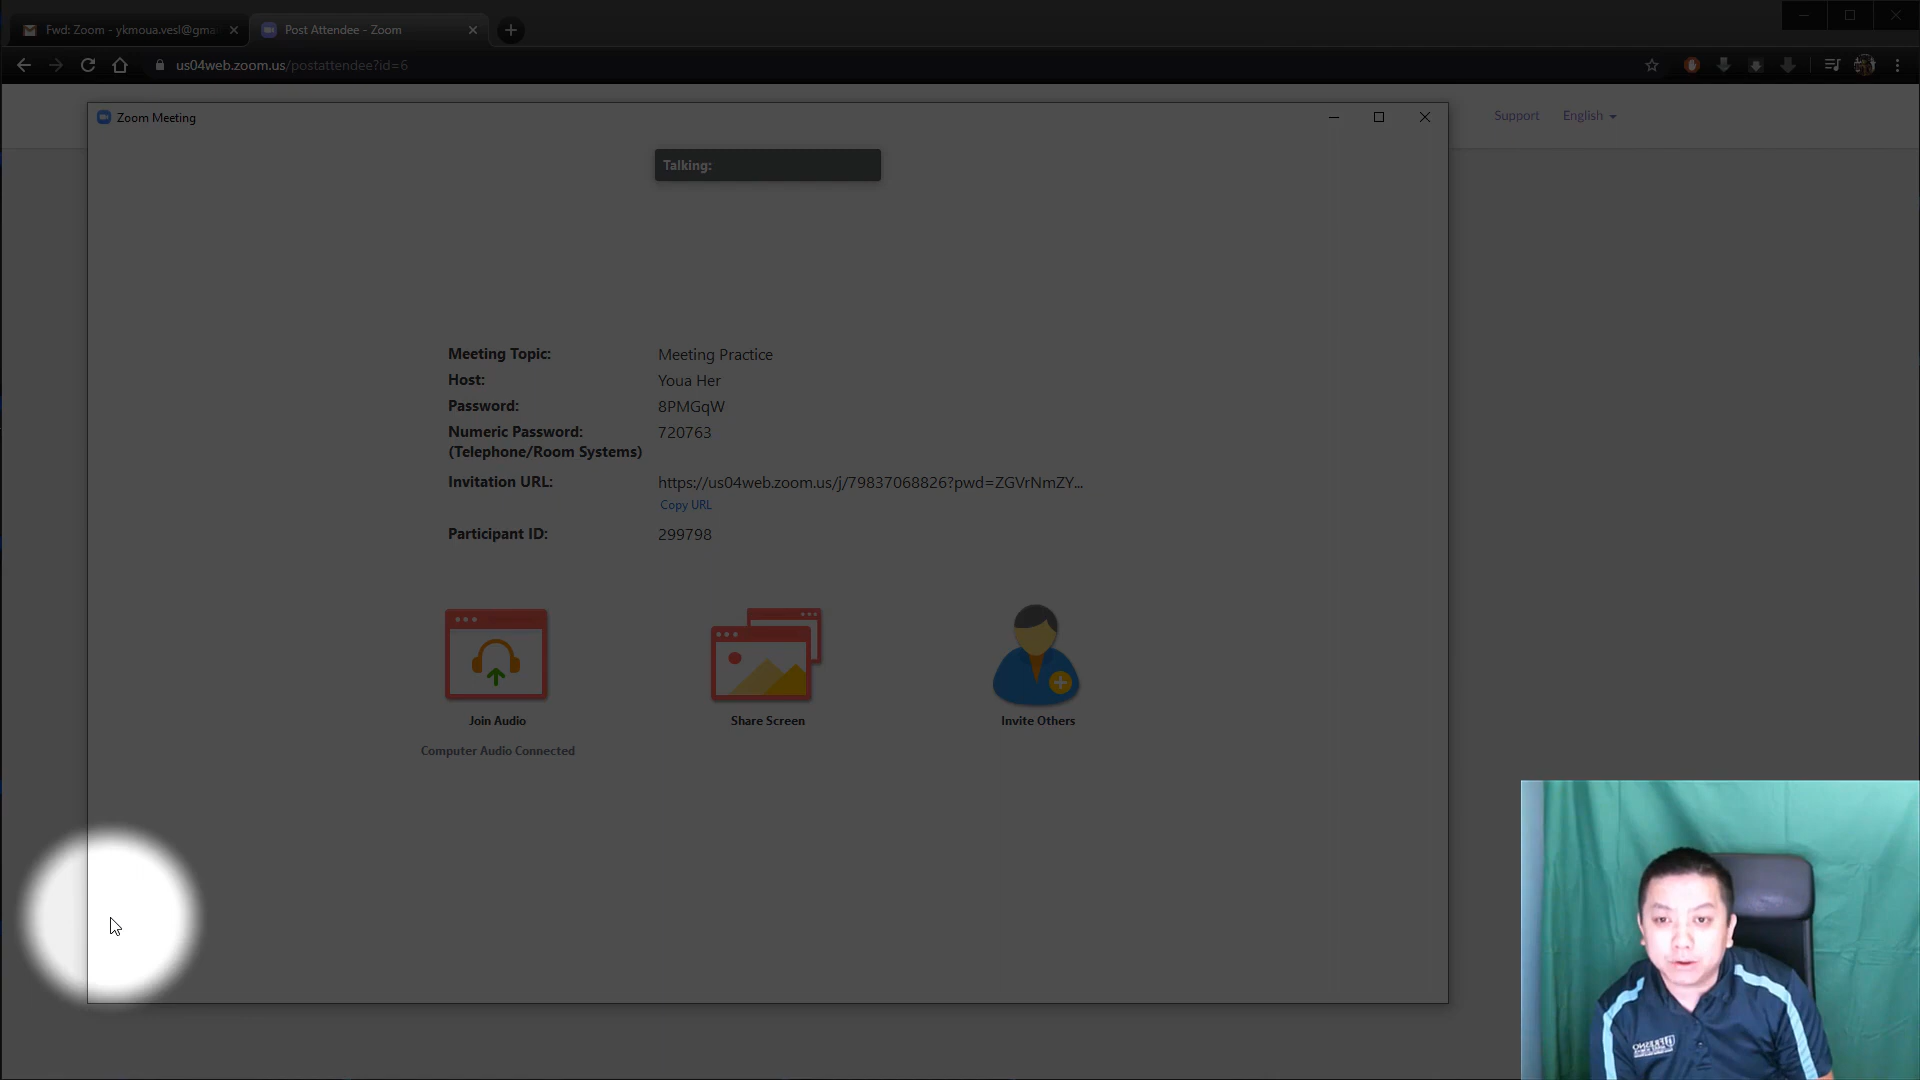 Fwd: Zoom - ykmoua.vesl@gma
Post Attendee - Zoom
us04web.zoom.us/postattendee?id=6
Support
English
Zoom Meeting
Talking:
Meeting Topic: Meeting Practice
Host: Youa Her
Password: 8PMGqW
Numeric Password: 720763
(Telephone/Room Systems)
Invitation URL: https://us04web.zoom.us/j/79837068826?pwd=ZGVrNmZY...
Copy URL
Participant ID: 299798
Join Audio
Share Screen
Invite Others
Computer Audio Connected
FRESNO